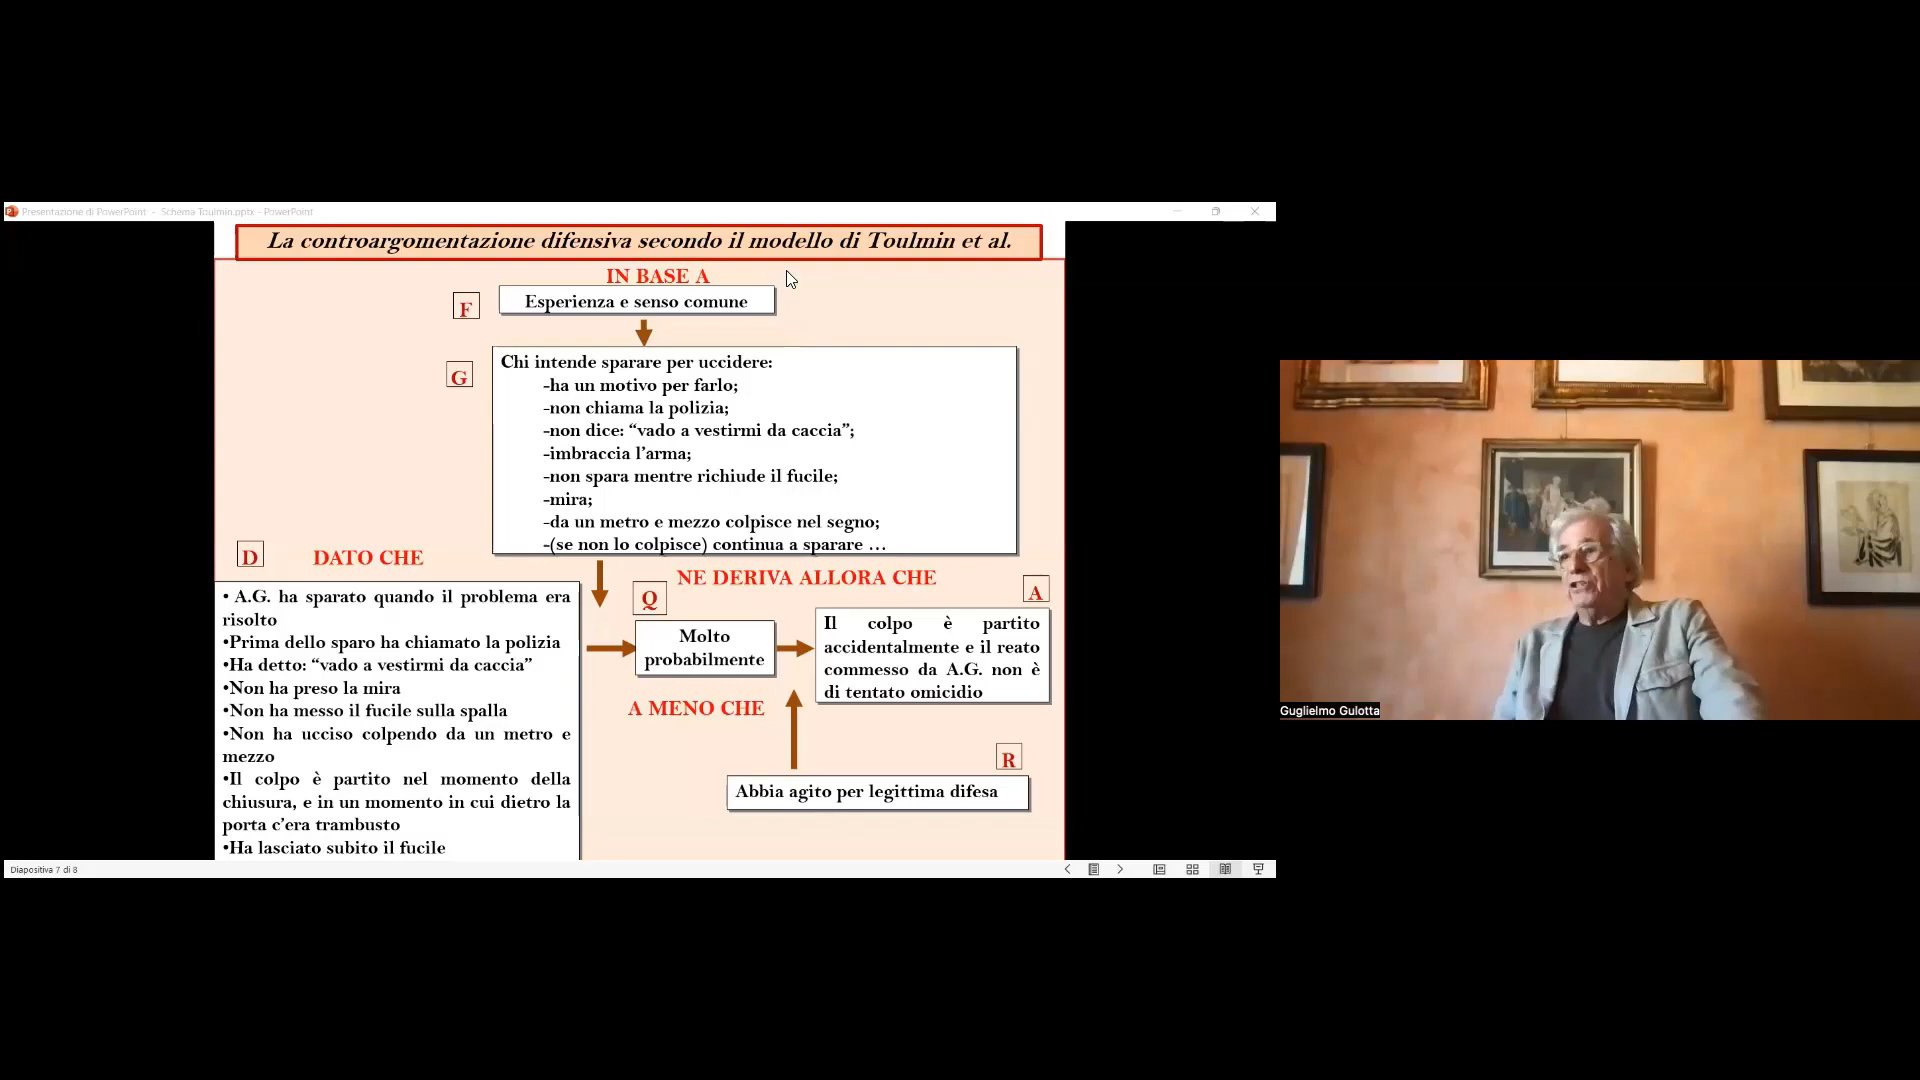 Presentazione di PowerPoint - Schema Toulmin.pptx - PowerPoint
La controargomentazione difensiva secondo il modello di Toulmin et al.
IN BASE A
F
Esperienza e senso comune
G
Chi intende sparare per uccidere:
-ha un motivo per farlo;
-non chiama la polizia;
-non dice: “vado a vestirmi da caccia”;
-imbraccia l’arma;
-non spara mentre richiude il fucile;
-mira;
-da un metro e mezzo colpisce nel segno;
-(se non lo colpisce) continua a sparare …
D
DATO CHE
• A.G. ha sparato quando il problema era
risolto
•Prima dello sparo ha chiamato la polizia
•Ha detto: “vado a vestirmi da caccia”
•Non ha preso la mira
•Non ha messo il fucile sulla spalla
•Non ha ucciso colpendo da un metro e
mezzo
•Il colpo è partito nel momento della
chiusura, e in un momento in cui dietro la
porta c’era trambusto
•Ha lasciato subito il fucile
NE DERIVA ALLORA CHE
Q
Molto
probabilmente
A
Il colpo è partito
accidentalmente e il reato
commesso da A.G. non è
di tentato omicidio
A MENO CHE
R
Abbia agito per legittima difesa
Guglielmo Gulotta
Diapositiva 7 di 8